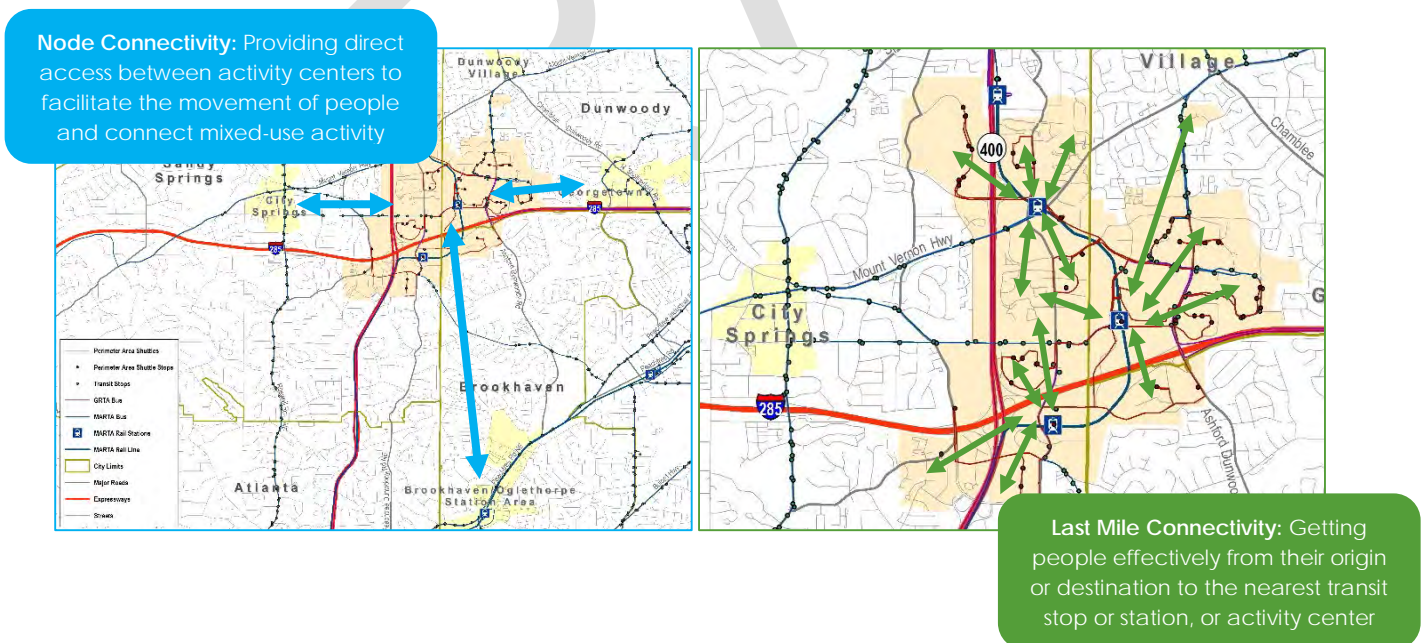 Node Connectivity: Providing direct
access between activity centers to
facilitate the movement of people
and connect mixed-use activity
Dunwoody
Village
Mount Vernon Hwy
Dunwoody
Sandy
Springs
City
Springs
Georgetown
285
285
Brookhaven
Atlanta
Brookhaven/Oglethorpe
Station Area
Perimeter Area Shuttles
Perimeter Area Shuttle Stops
Transit Stops
GRTA Bus
MARTA Bus
MARTA Rail Stations
MARTA Rail Line
City Limits
Major Roads
Expressways
Streets
Village
Chamblee
400
Mount Vernon Hwy
City
Springs
G
285
Ashford Dunwoo
Last Mile Connectivity: Getting
people effectively from their origin
or destination to the nearest transit
stop or station, or activity center